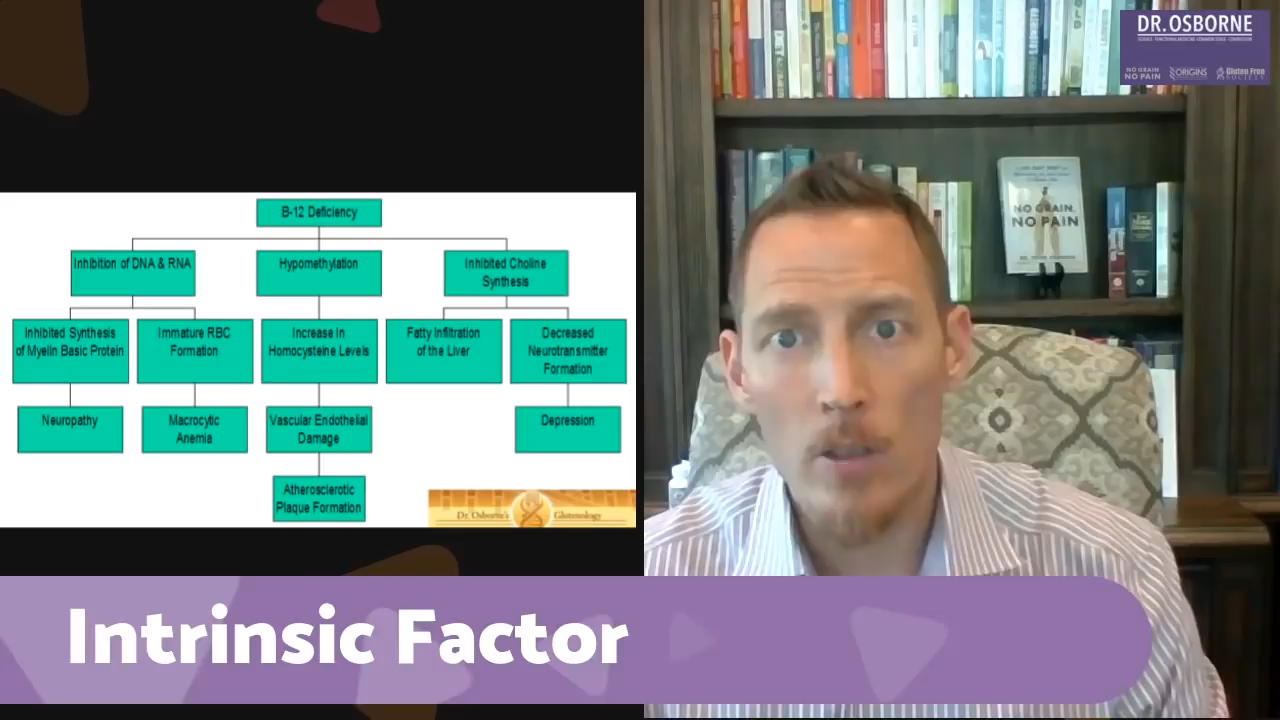 B-12 Deficiency
Inhibition of DNA & RNA
Hypomethylation
Inhibited Choline
Synthesis
Inhibited Synthesis
of Myelin Basic Protein
Immature RBC
Formation
Increase in
Homocysteine Levels
Fatty Infiltration
of the Liver
Decreased
Neurotransmitter
Formation
Neuropathy
Macrocytic
Anemia
Vascular Endothelial
Damage
Depression
Atherosclerotic
Plaque Formation
Dr. Osborne's Glutenology
Intrinsic Factor
DR. OSBORNE
NO GRAIN
NO PAIN
ORIGINS
Gluten Free
SOCIETY
NO GRAIN,
NO PAIN